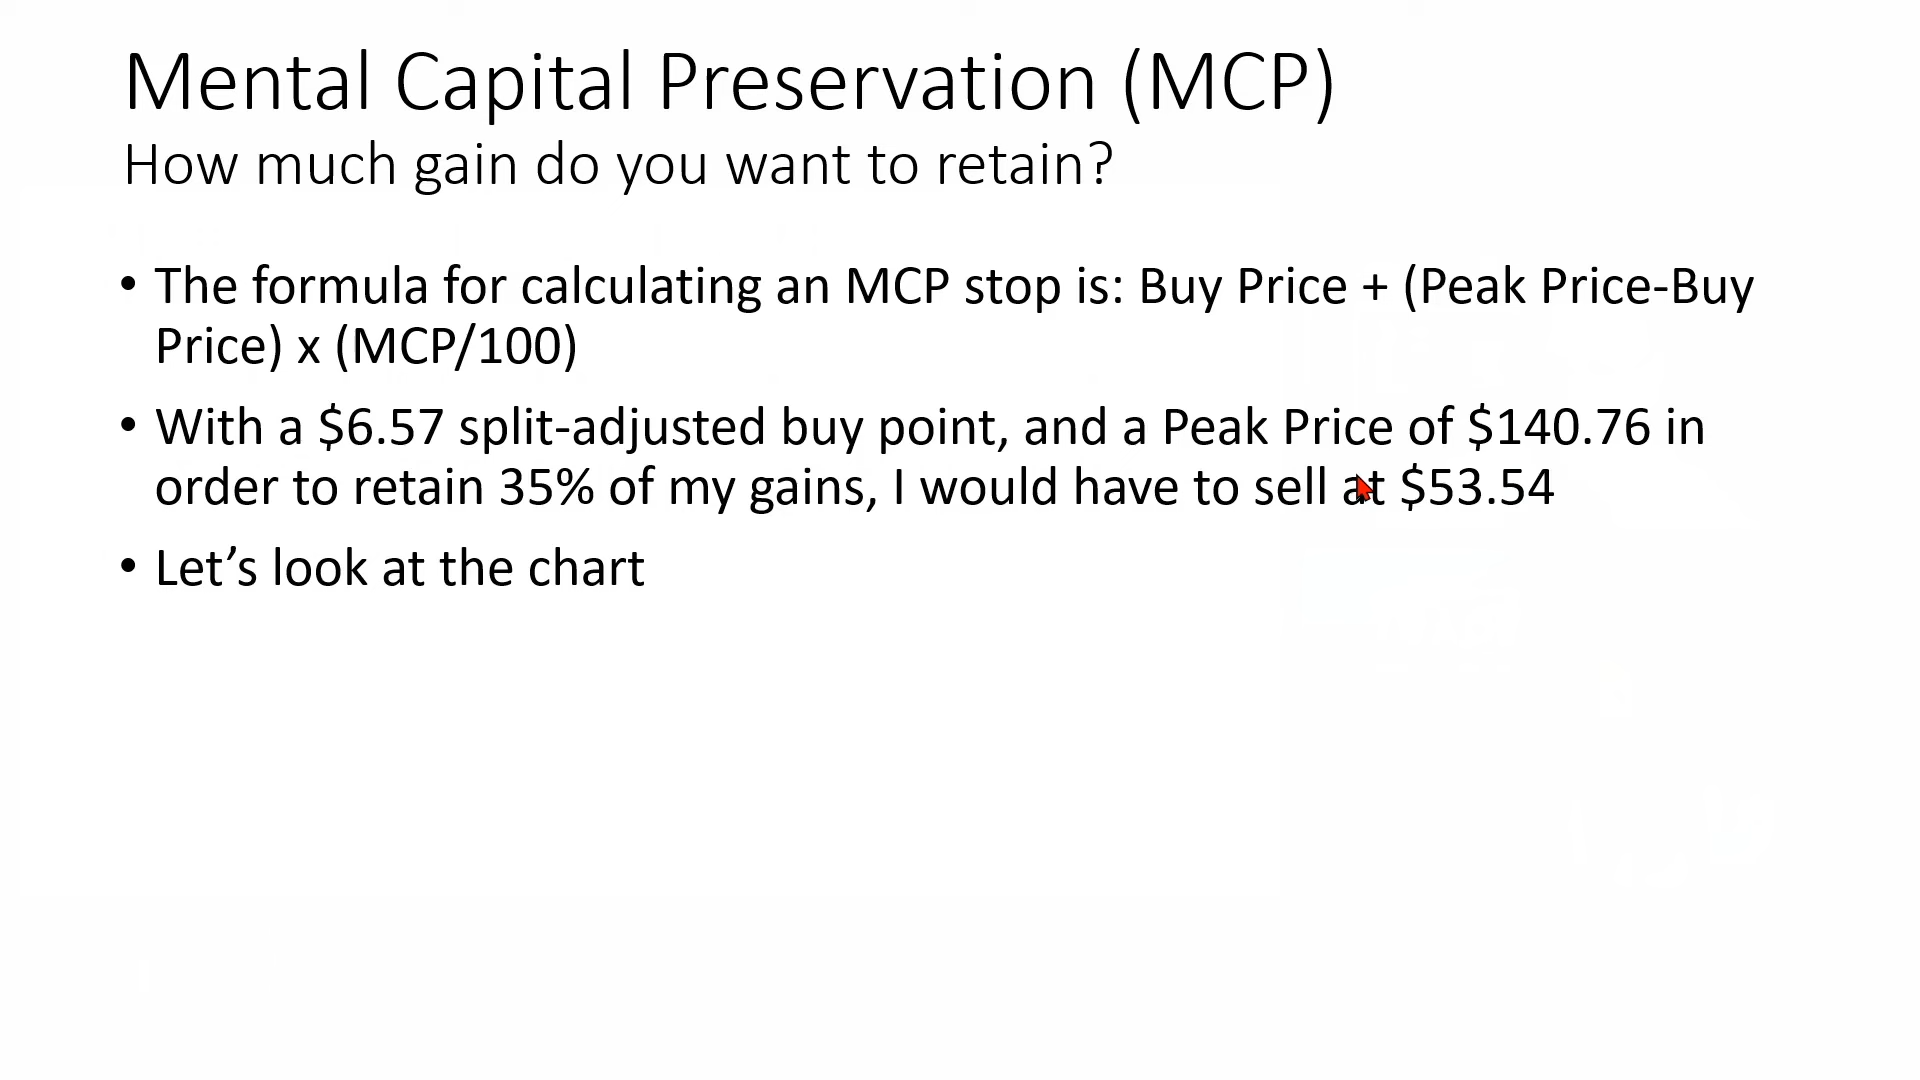 Mental Capital Preservation (MCP)
How much gain do you want to retain?
• The formula for calculating an MCP stop is: Buy Price + (Peak Price-Buy
Price) x (MCP/100)
• With a $6.57 split-adjusted buy point, and a Peak Price of $140.76 in
order to retain 35% of my gains, I would have to sell at $53.54
• Let’s look at the chart